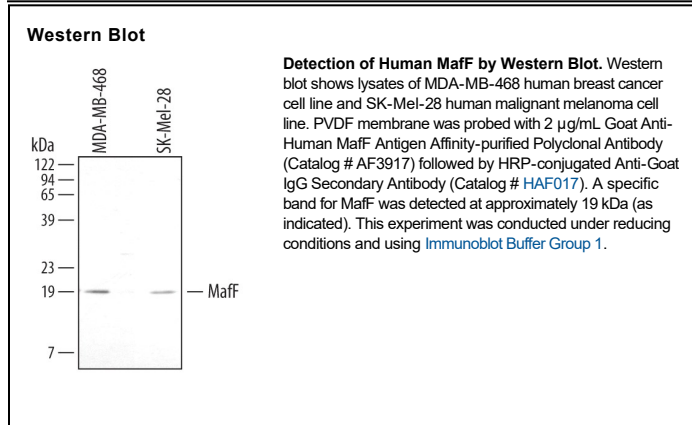 Western Blot
MDA-MB-468
SK-Mel-28
kDa
122
94
65
39
23
19
7
MafF
Detection of Human MafF by Western Blot. Western
blot shows lysates of MDA-MB-468 human breast cancer
cell line and SK-Mel-28 human malignant melanoma cell
line. PVDF membrane was probed with 2 µg/mL Goat Anti-
Human MafF Antigen Affinity-purified Polyclonal Antibody
(Catalog # AF3917) followed by HRP-conjugated Anti-Goat
IgG Secondary Antibody (Catalog # HAF017). A specific
band for MafF was detected at approximately 19 kDa (as
indicated). This experiment was conducted under reducing
conditions and using Immunoblot Buffer Group 1.